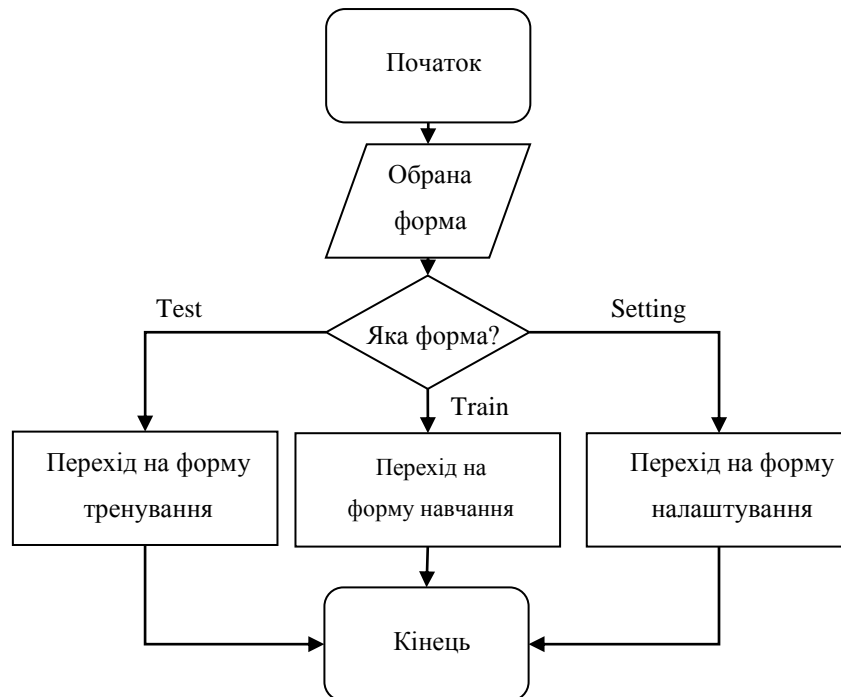 Початок
Обрана
форма
Test
Яка форма?
Setting
Train
Перехід на форму
тренування
Перехід на
форму навчання
Перехід на форму
налаштування
Кінець